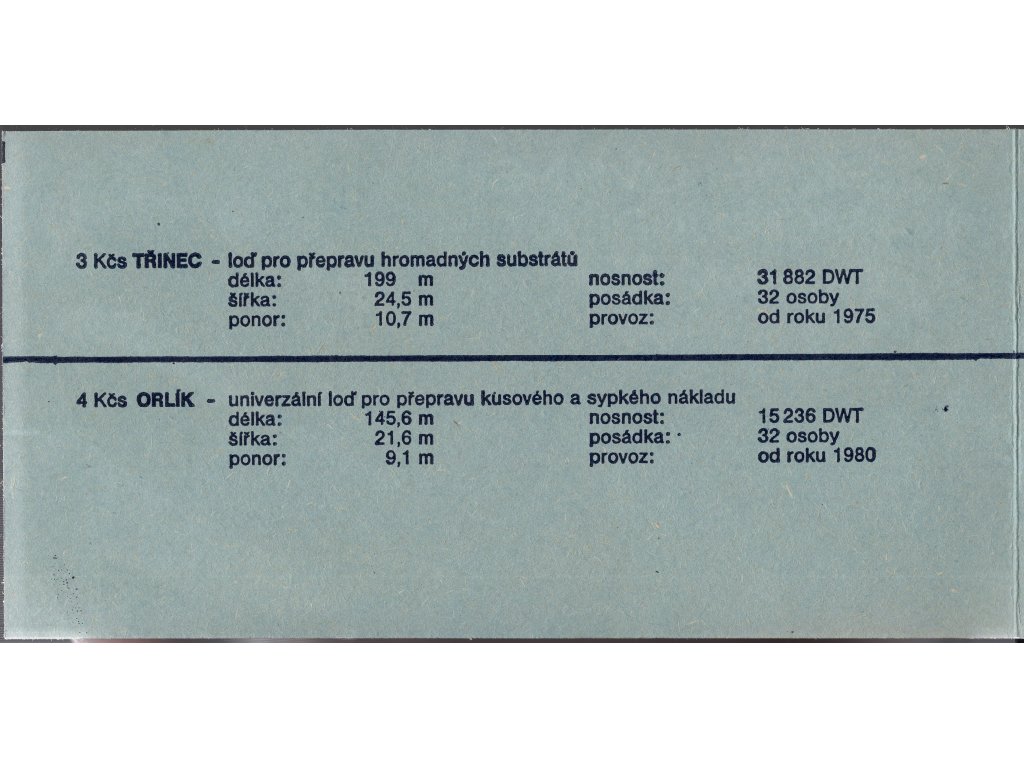 3 Kčs TŘINEC - loď pro přepravu hromadných substrátů
délka: 199 m nosnost: 31 882 DWT
šířka: 24,5 m posádka: 32 osoby
ponor: 10,7 m provoz: od roku 1975
4 Kčs ORLÍK - univerzální loď pro přepravu kusového a sypkého nákladu
délka: 145,6 m nosnost: 15 236 DWT
šířka: 21,6 m posádka: 32 osoby
ponor: 9,1 m provoz: od roku 1980